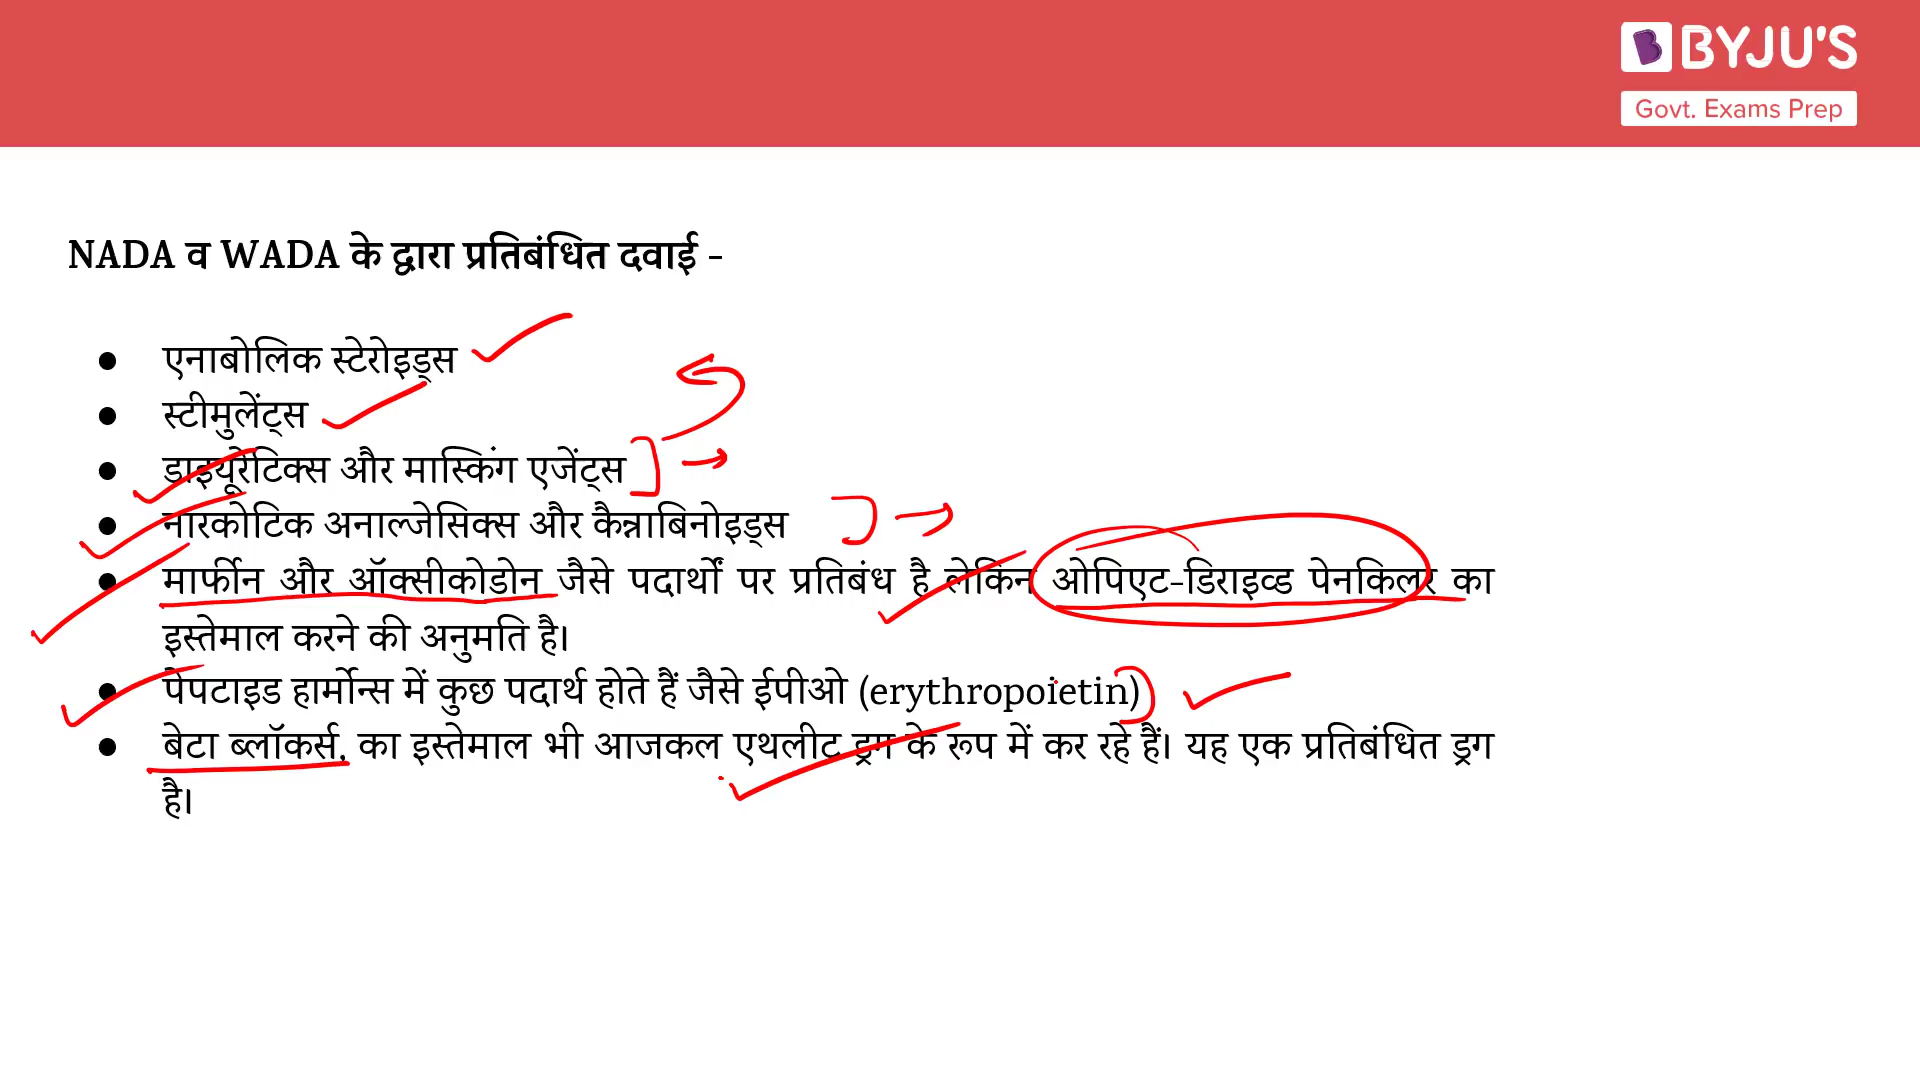 BYJU'S
Govt. Exams Prep
NADA व WADA के द्वारा प्रतिबंधित दवाई -
● एनाबोलिक स्टेरोइड्स
● स्टीमुलेंट्स
● डाइयूरेटिक्स और मास्किंग एजेंट्स
● नारकोटिक अनाल्जेसिक्स और कैन्नाबिनोइड्स
● मार्फीन और ऑक्सीकोडोन जैसे पदार्थों पर प्रतिबंध है लेकिन ओपिएट-डिराइव्ड पेनकिलर का
इस्तेमाल करने की अनुमति है।
● पेपटाइड हार्मोन्स में कुछ पदार्थ होते हैं जैसे ईपीओ (erythropoietin)
● बेटा ब्लॉकर्स, का इस्तेमाल भी आजकल एथलीट ड्रग के रूप में कर रहे हैं। यह एक प्रतिबंधित ड्रग
है।